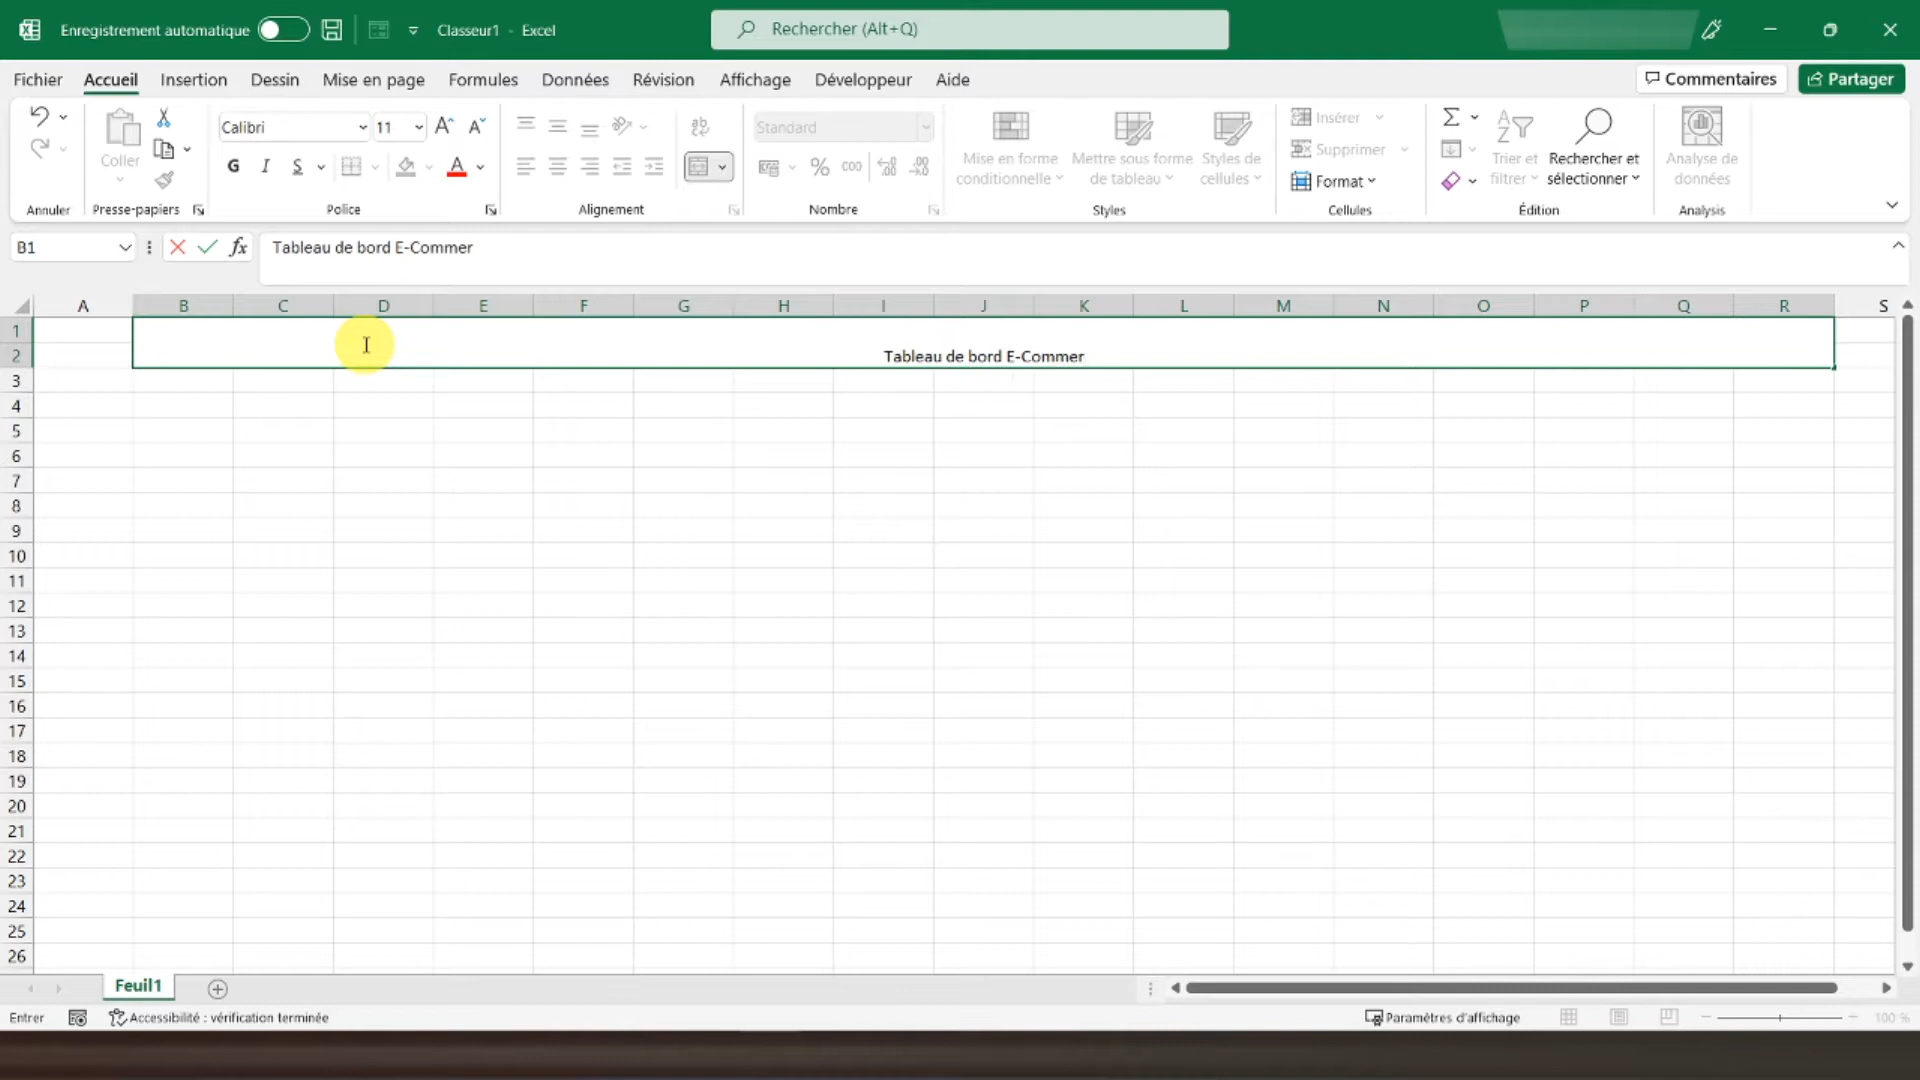 Enregistrement automatique
Classeur1 - Excel
Rechercher (Alt+Q)
Fichier Accueil Insertion Dessin Mise en page Formules Données Révision Affichage Développeur Aide
Commentaires Partager
Calibri 11
Standard
Coller
G I S A
% 000
Mise en forme conditionnelle
Mettre sous forme de tableau
Styles de cellules
Insérer
Supprimer
Format
Trier et filtrer
Rechercher et sélectionner
Analyse de données
Annuler Presse-papiers Police Alignement Nombre Styles Cellules Édition Analysis
B1 fx Tableau de bord E-Commer
A B C D E F G H I J K L M N O P Q R S
1
2 Tableau de bord E-Commer
3
4
5
6
7
8
9
10
11
12
13
14
15
16
17
18
19
20
21
22
23
24
25
26
Feuil1
Entrer Accessibilité : vérification terminée Paramètres d'affichage 100 %